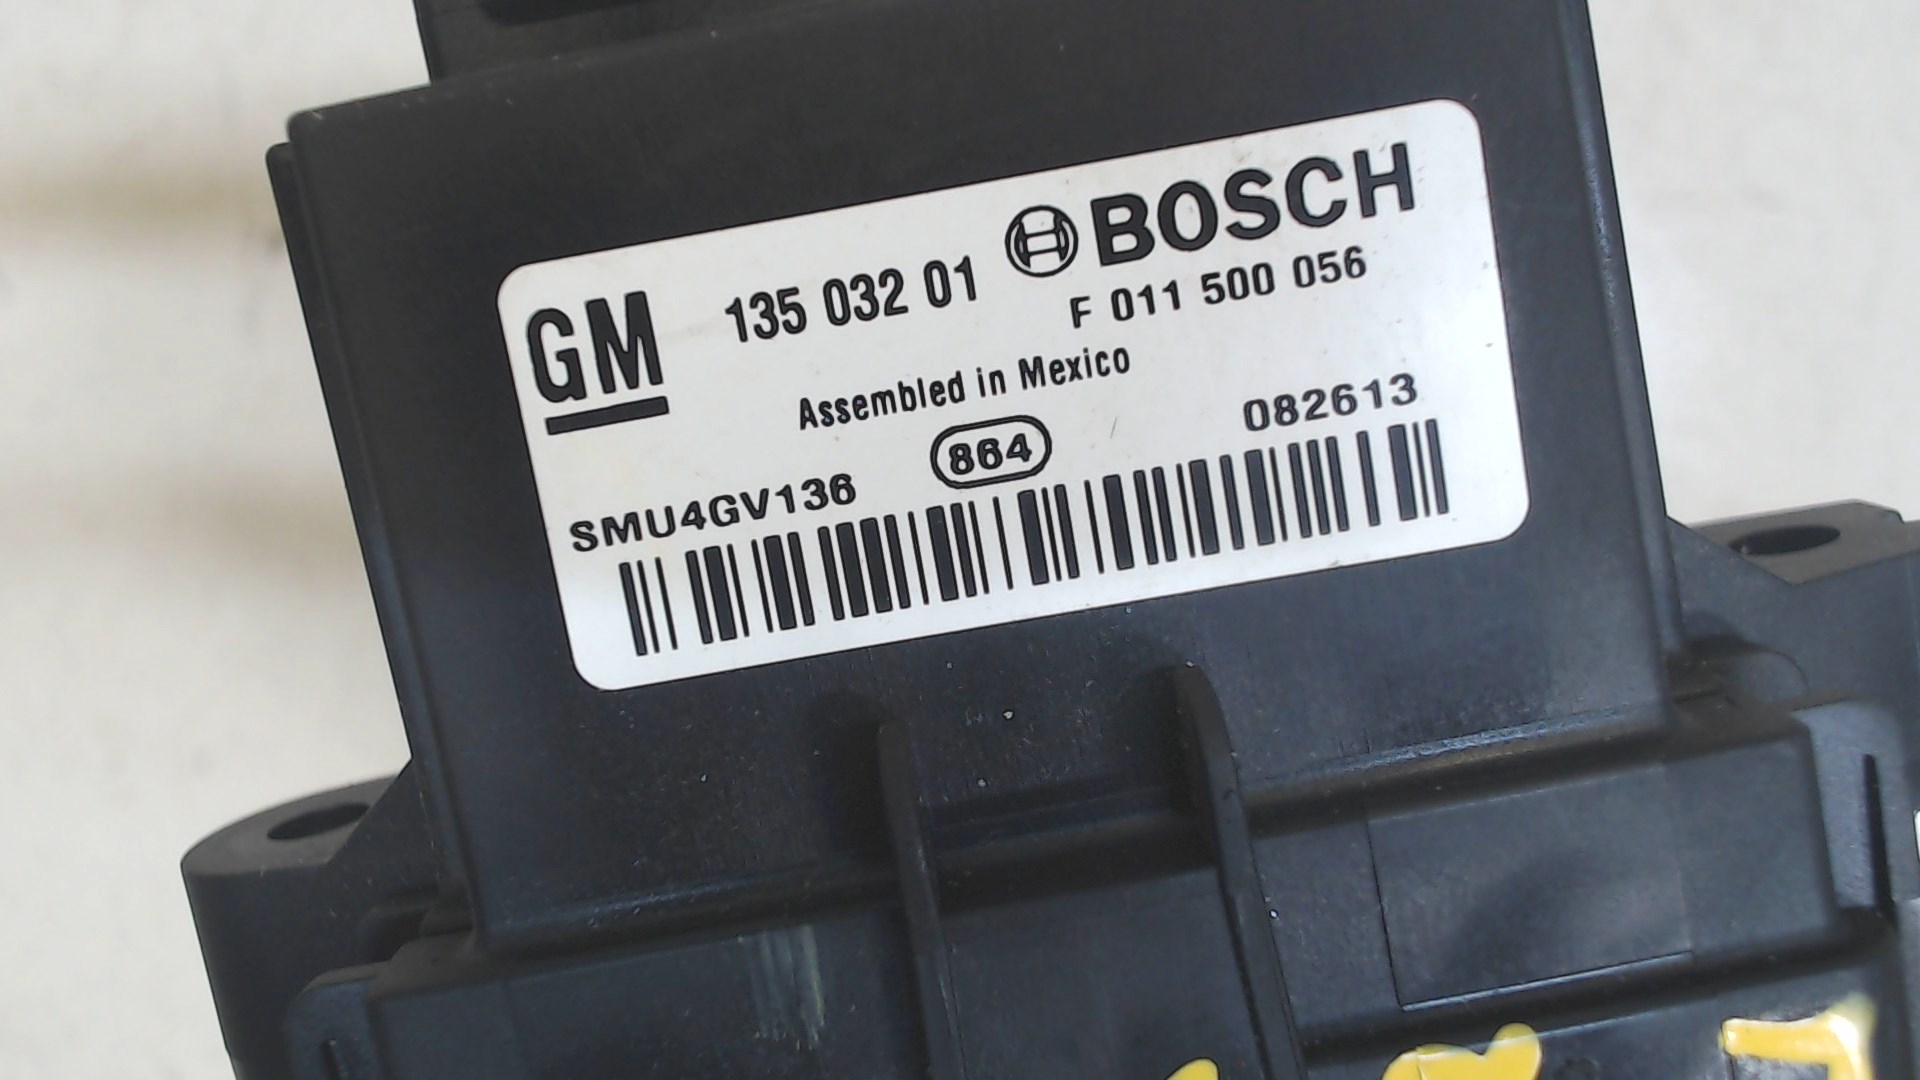 GM 135 032 01 BOSCH
F 011 500 056
Assembled in Mexico
SMU4GV136 864 082613